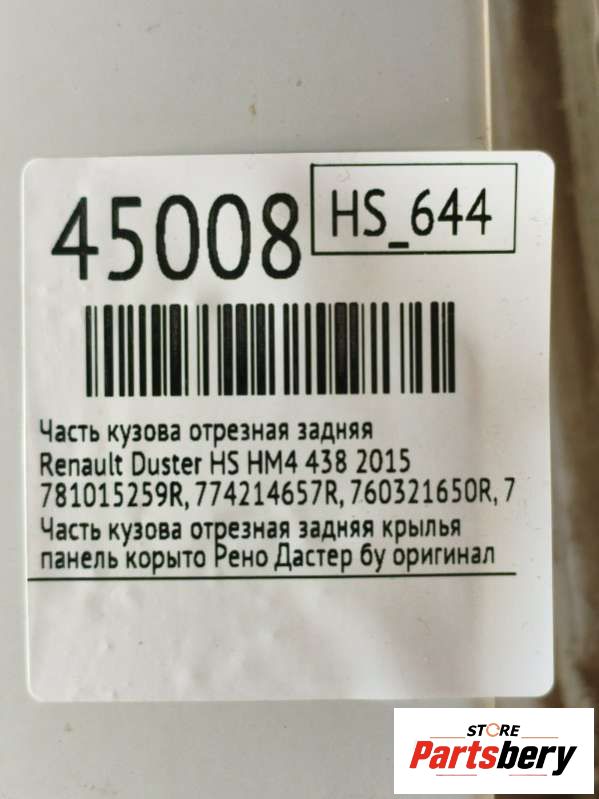 45008
HS_644
Часть кузова отрезная задняя
Renault Duster HS HM4 438 2015
781015259R, 774214657R, 760321650R, 7
Часть кузова отрезная задняя крылья
панель корыто Рено Дастер бу оригинал
STORE
Partsbery